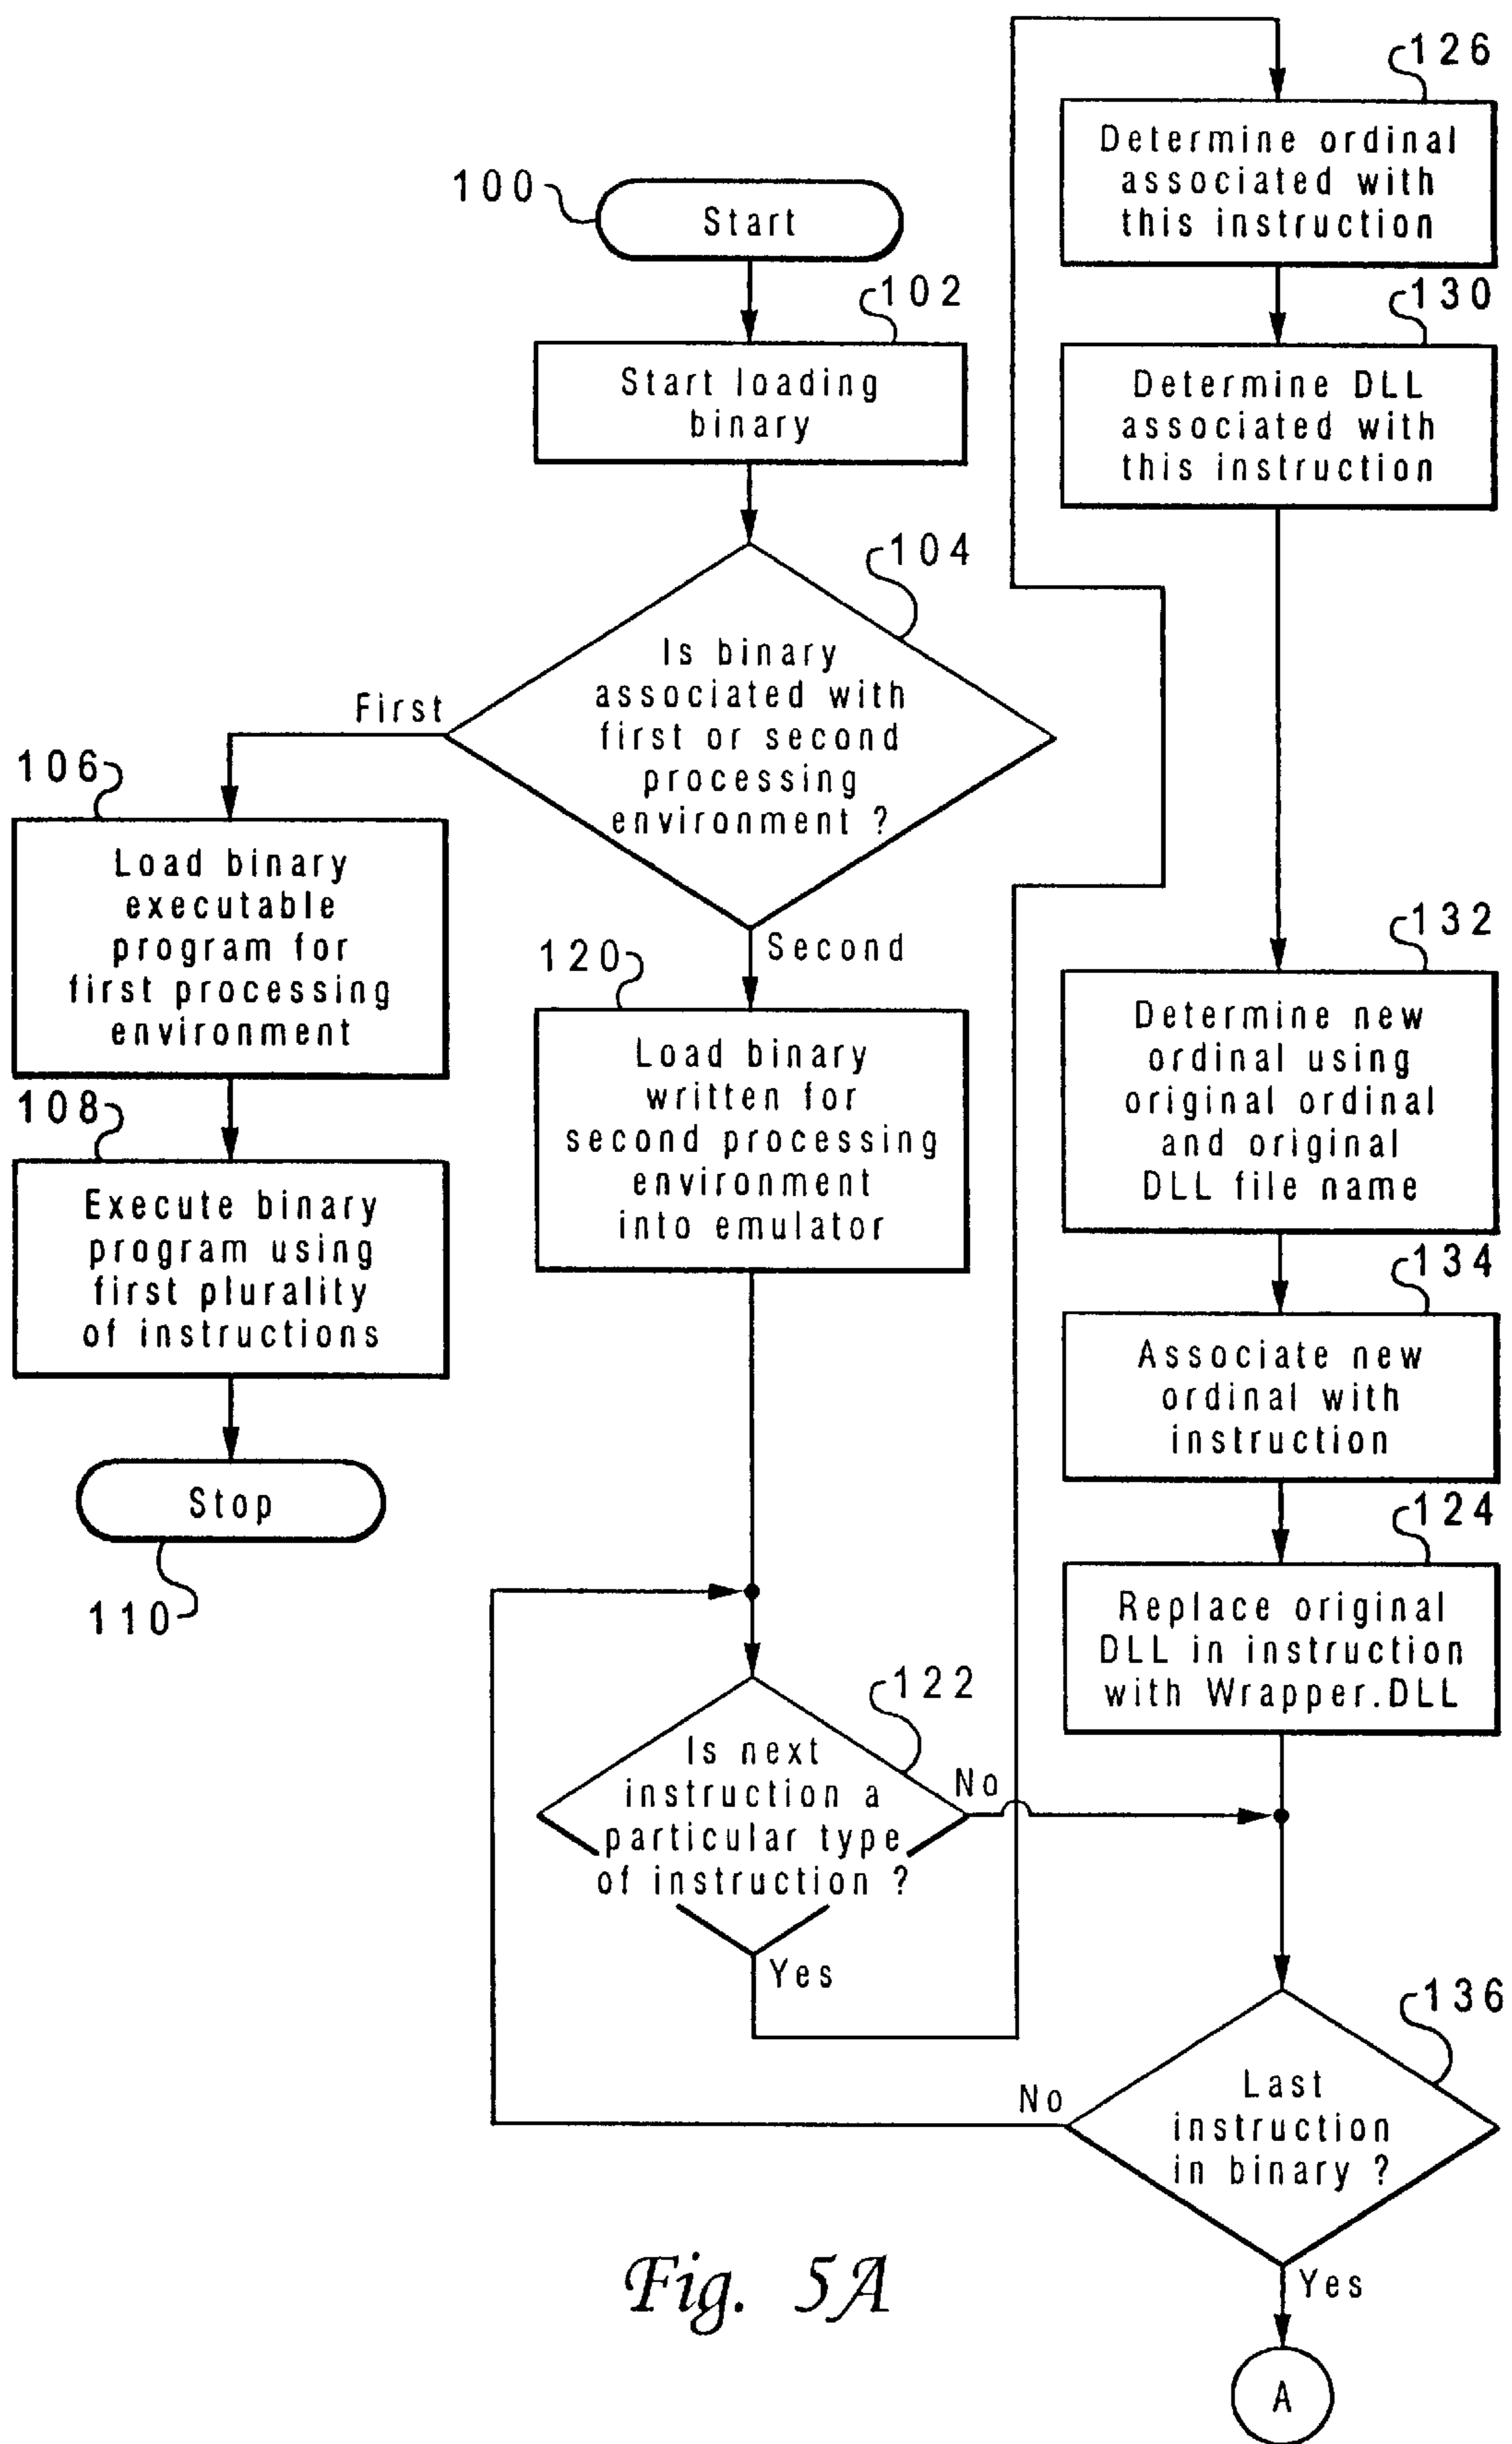 100
Start
102
Start loading
binary
104
Is binary
associated with
first or second
processing
environment ?
First
106
Load binary
executable
program for
first processing
environment
108
Execute binary
program using
first plurality
of instructions
Stop
110
Second
120
Load binary
written for
second processing
environment
into emulator
122
Is next
instruction a
particular type
of instruction ?
No
Yes
126
Determine ordinal
associated with
this instruction
130
Determine DLL
associated with
this instruction
132
Determine new
ordinal using
original ordinal
and original
DLL file name
134
Associate new
ordinal with
instruction
124
Replace original
DLL in instruction
with Wrapper.DLL
136
Last
instruction
in binary ?
No
Yes
A
Fig. 5A